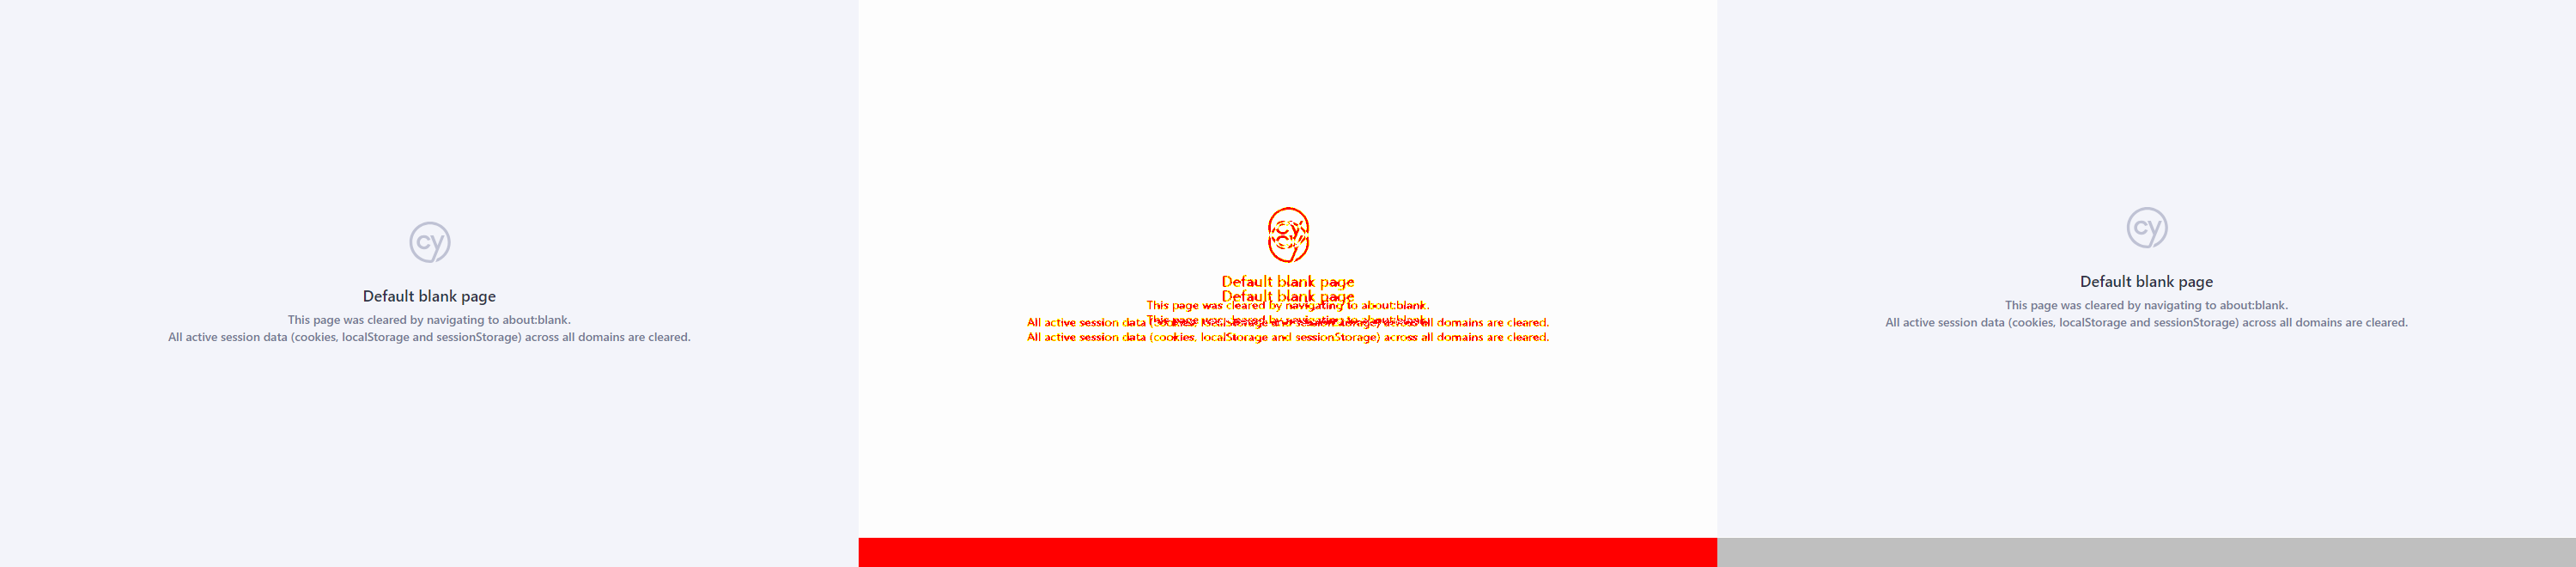 cy
Default blank page
This page was cleared by navigating to about:blank.
All active session data (cookies, localStorage and sessionStorage) across all domains are cleared.
cy
cy
Default blank page
Default blank page
This page was cleared by navigating to about:blank.
This page was cleared by navigating to about:blank.
All active session data (cookies, localStorage and sessionStorage) across all domains are cleared.
All active session data (cookies, localStorage and sessionStorage) across all domains are cleared.
cy
Default blank page
This page was cleared by navigating to about:blank.
All active session data (cookies, localStorage and sessionStorage) across all domains are cleared.